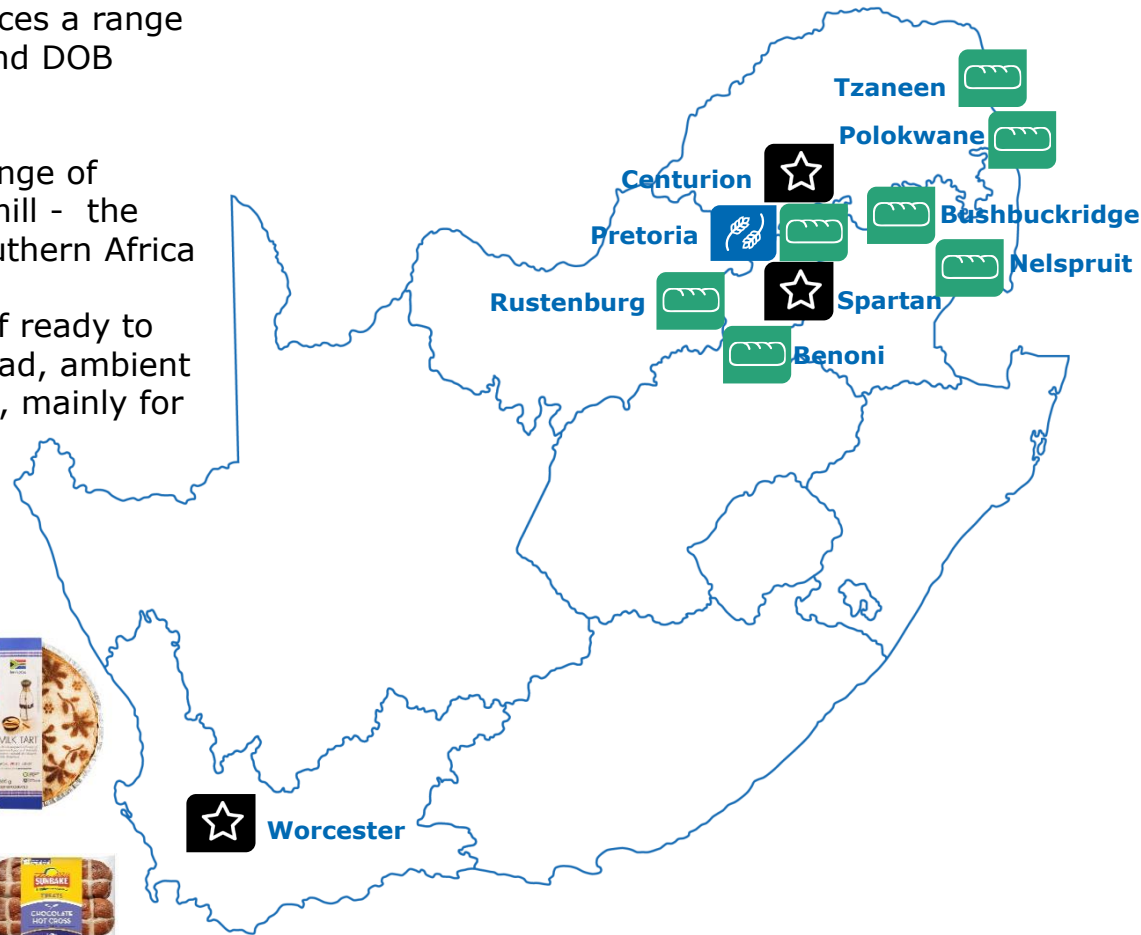 ces a range
nd DOB
nge of
mill - the
uthern Africa
f ready to
ad, ambient
, mainly for
Tzaneen
Polokwane
Centurion
Bushbuckridge
Pretoria
Nelspruit
Rustenburg
Spartan
Benoni
MILK TART
Worcester
SUNBAKE
TREATS
CHOCOLATE
HOT CROSS